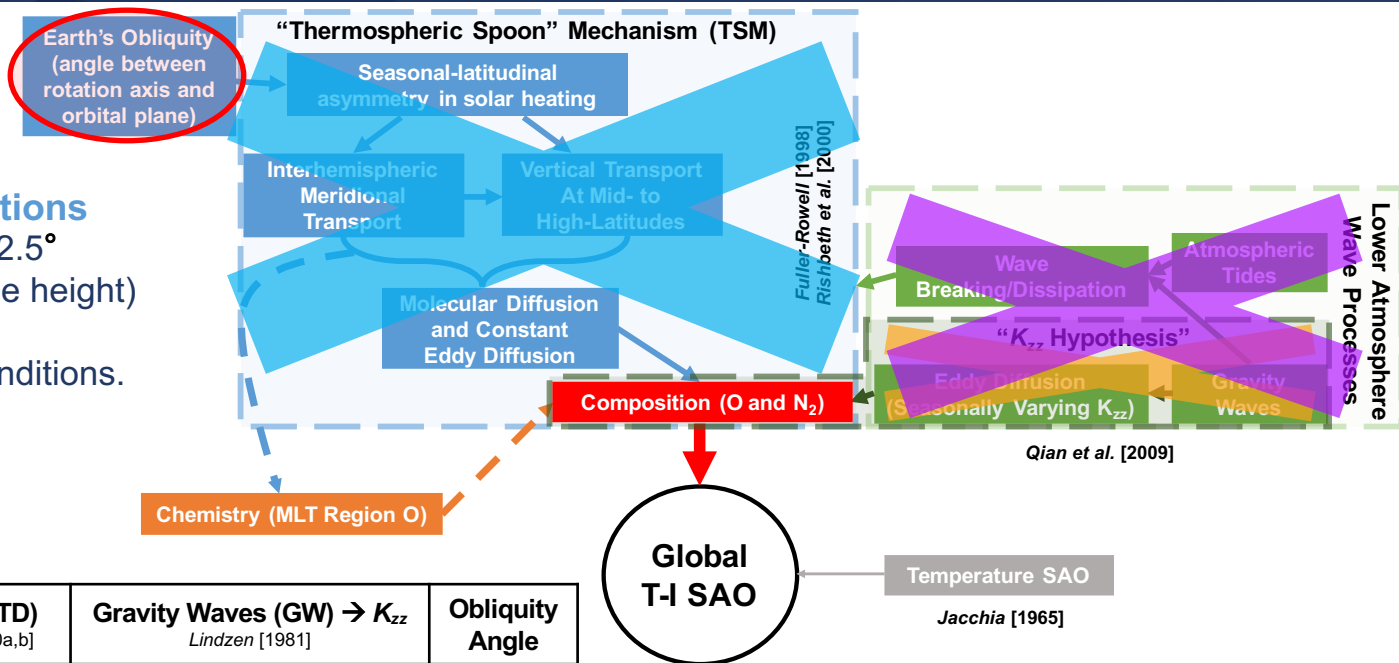 Earth's Obliquity
(angle between
rotation axis and
orbital plane)
“Thermospheric Spoon” Mechanism (TSM)
Seasonal-latitudinal
asymmetry in solar heating
Interhemispheric
Meridional
Transport
Vertical Transport
At Mid- to
High-Latitudes
Fuller-Rowell [1998]
Rishbeth et al. [2000]
Molecular Diffusion
and Constant
Eddy Diffusion
tions
2.5°
e height)
nditions.
Lower Atmosphere
Wave Processes
Wave
Breaking/Dissipation
Atmospheric
Tides
“Kzz Hypothesis”
Eddy Diffusion
(Seasonally Varying Kzz)
Gravity
Waves
Qian et al. [2009]
Composition (O and N₂)
Chemistry (MLT Region O)
Global
T-I SAO
Temperature SAO
Jacchia [1965]
TD)
a,b]
Gravity Waves (GW) → Kzz
Lindzen [1981]
Obliquity
Angle